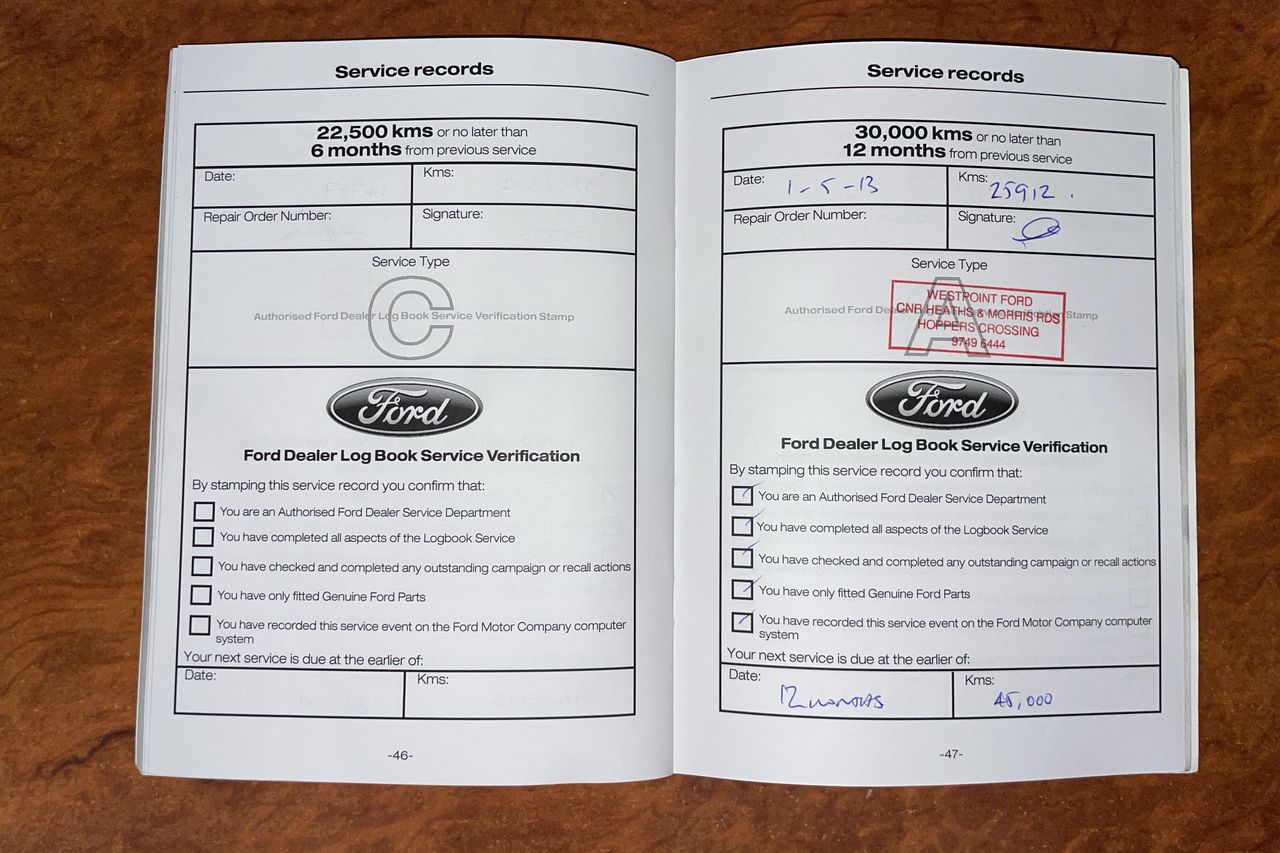 Service records
22,500 kms or no later than
6 months from previous service
Date:
Kms:
Repair Order Number:
Signature:
Service Type
C
Authorised Ford Dealer Log Book Service Verification Stamp
Ford
Ford Dealer Log Book Service Verification
By stamping this service record you confirm that:
You are an Authorised Ford Dealer Service Department
You have completed all aspects of the Logbook Service
You have checked and completed any outstanding campaign or recall actions
You have only fitted Genuine Ford Parts
You have recorded this service event on the Ford Motor Company computer
system
Your next service is due at the earlier of:
Date:
Kms:
-46-
Service records
30,000 kms or no later than
12 months from previous service
Date: 1-5-13
Kms: 25912.
Repair Order Number:
Signature:
Service Type
A
Authorised Ford Dealer Stamp
WESTPOINT FORD
CNR HEATHS & MORRIS RDS
HOPPERS CROSSING
9749 6444
Ford
Ford Dealer Log Book Service Verification
By stamping this service record you confirm that:
You are an Authorised Ford Dealer Service Department
You have completed all aspects of the Logbook Service
You have checked and completed any outstanding campaign or recall actions
You have only fitted Genuine Ford Parts
You have recorded this service event on the Ford Motor Company computer
system
Your next service is due at the earlier of:
Date: 12 MONTHS
Kms: 45,000
-47-